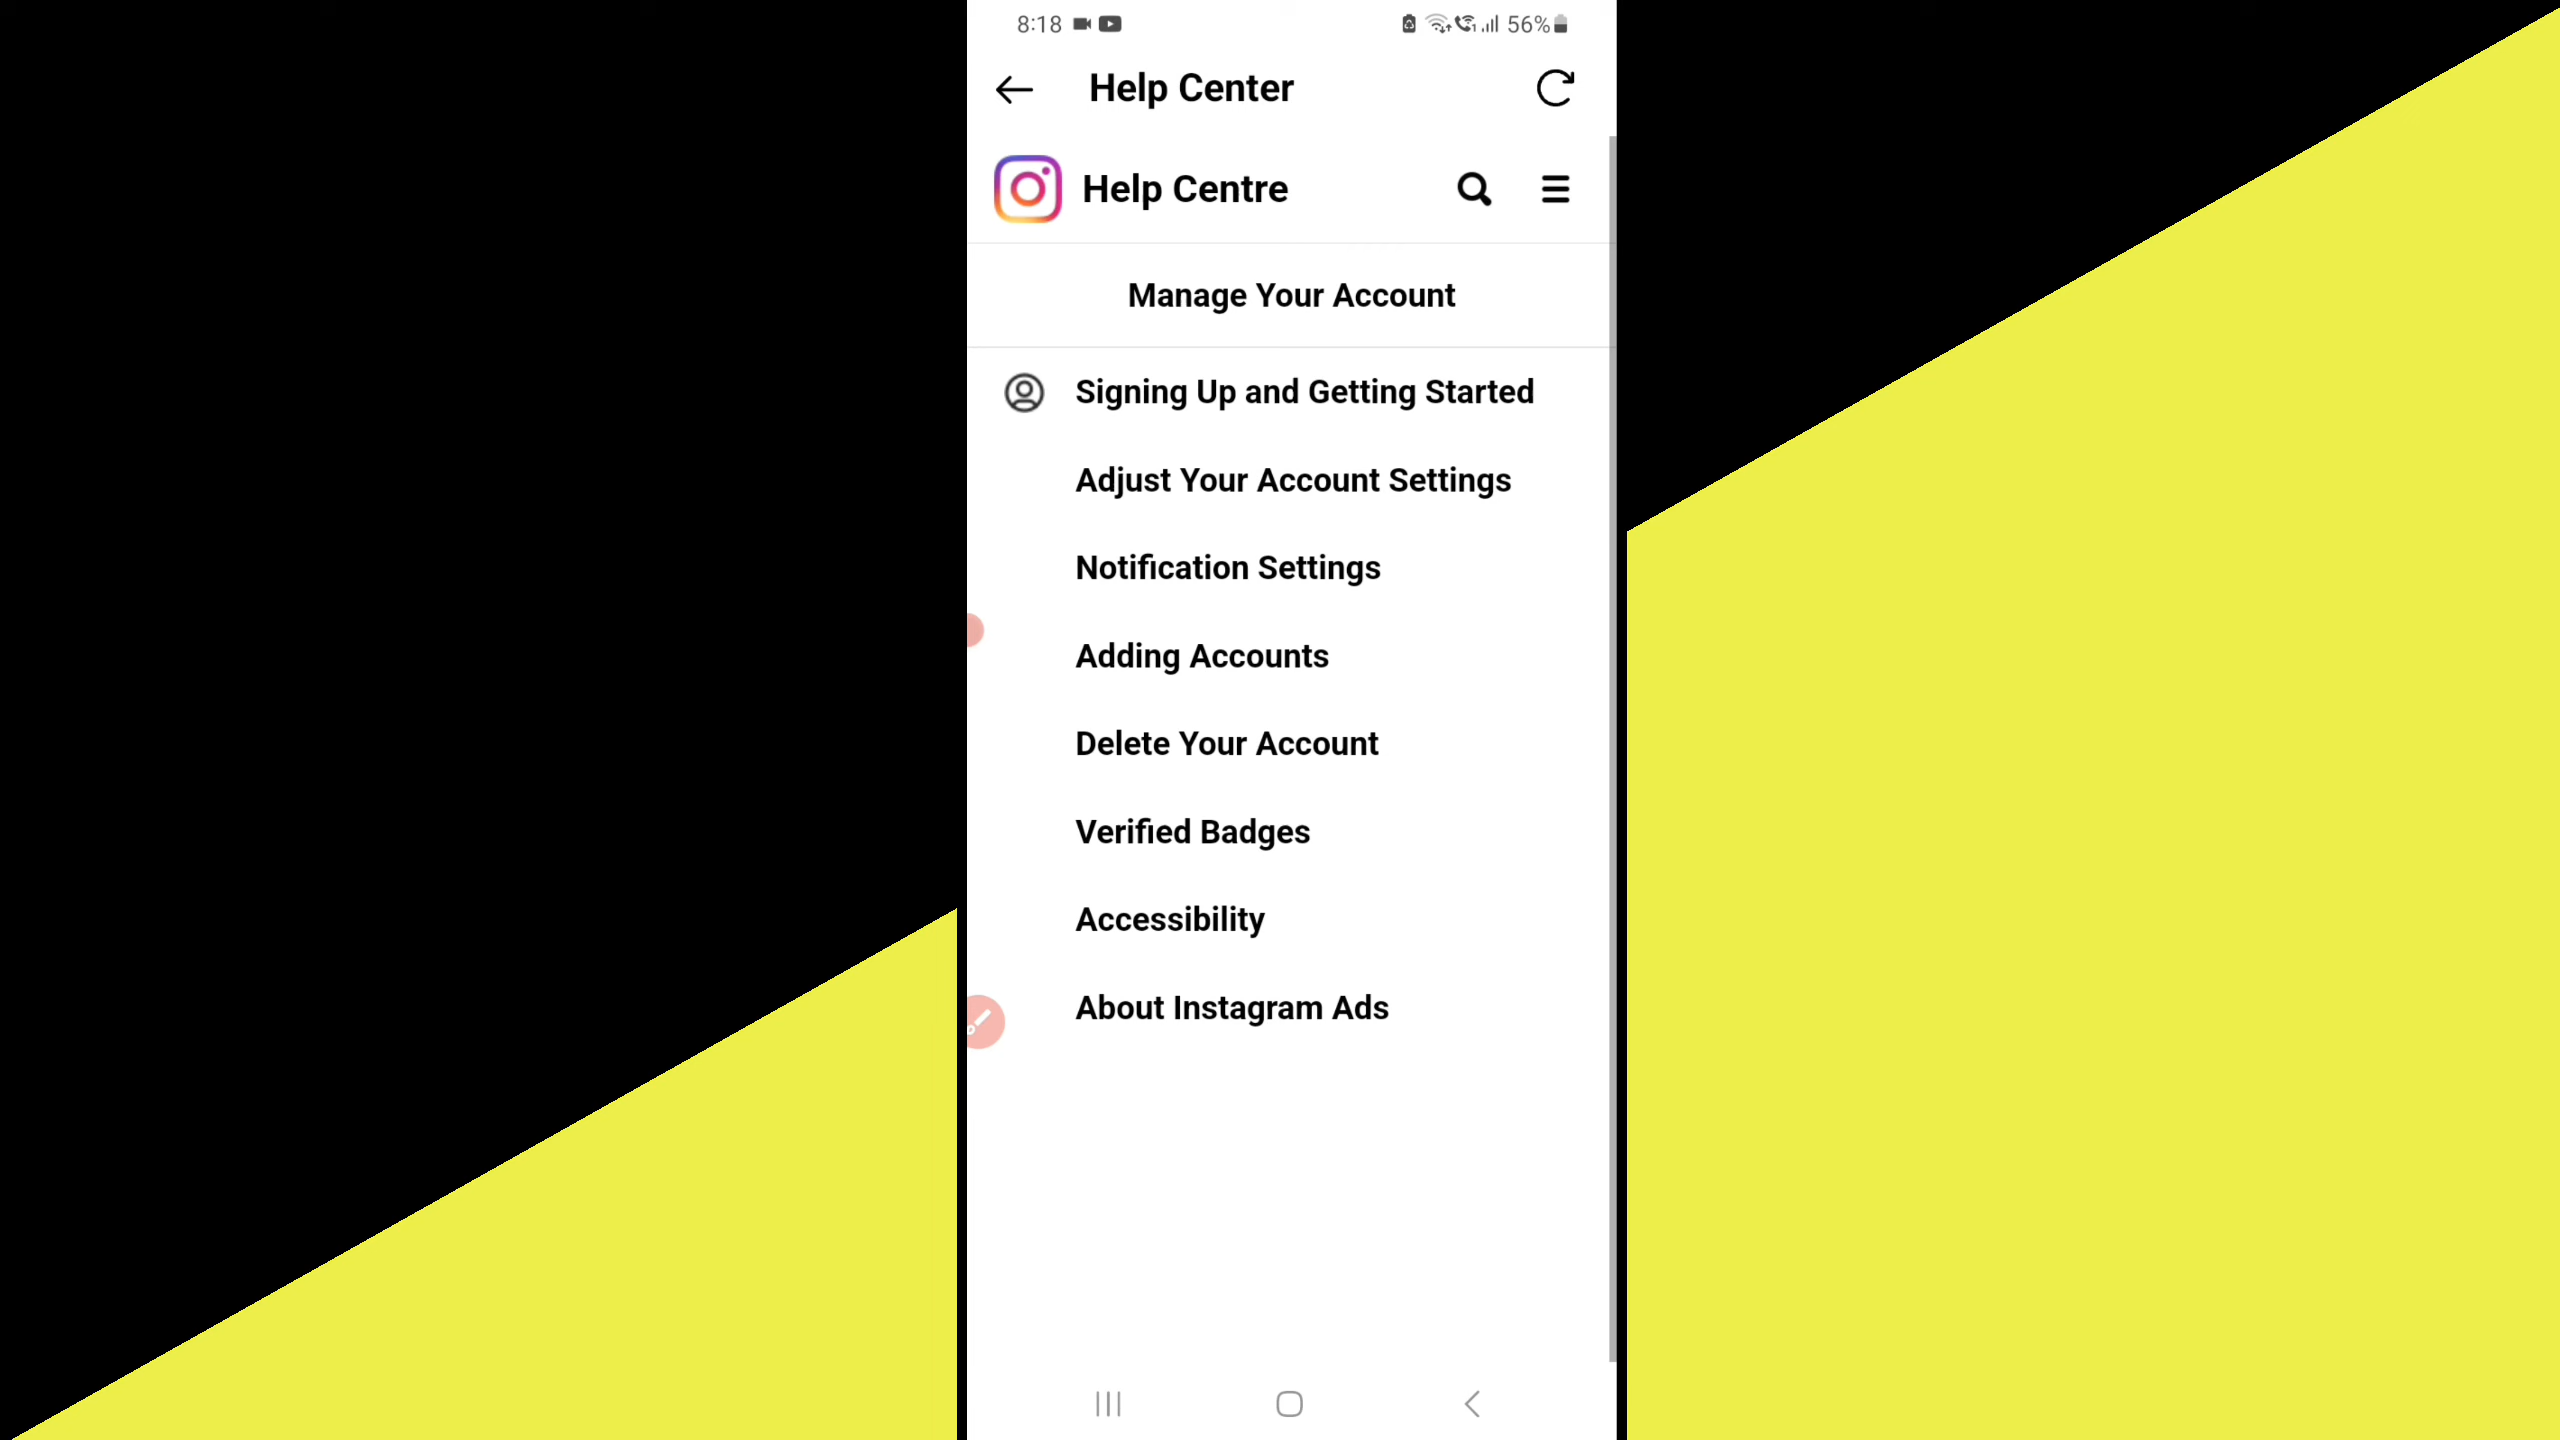 8:18 56%
Help Center
Help Centre
Manage Your Account
Signing Up and Getting Started
Adjust Your Account Settings
Notification Settings
Adding Accounts
Delete Your Account
Verified Badges
Accessibility
About Instagram Ads